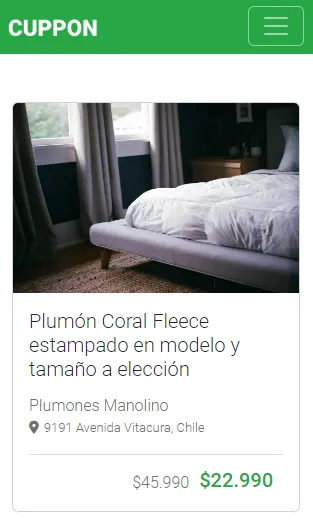 CUPPON
Plumón Coral Fleece
estampado en modelo y
tamaño a elección
Plumones Manolino
9191 Avenida Vitacura, Chile
$45.990 $22.990